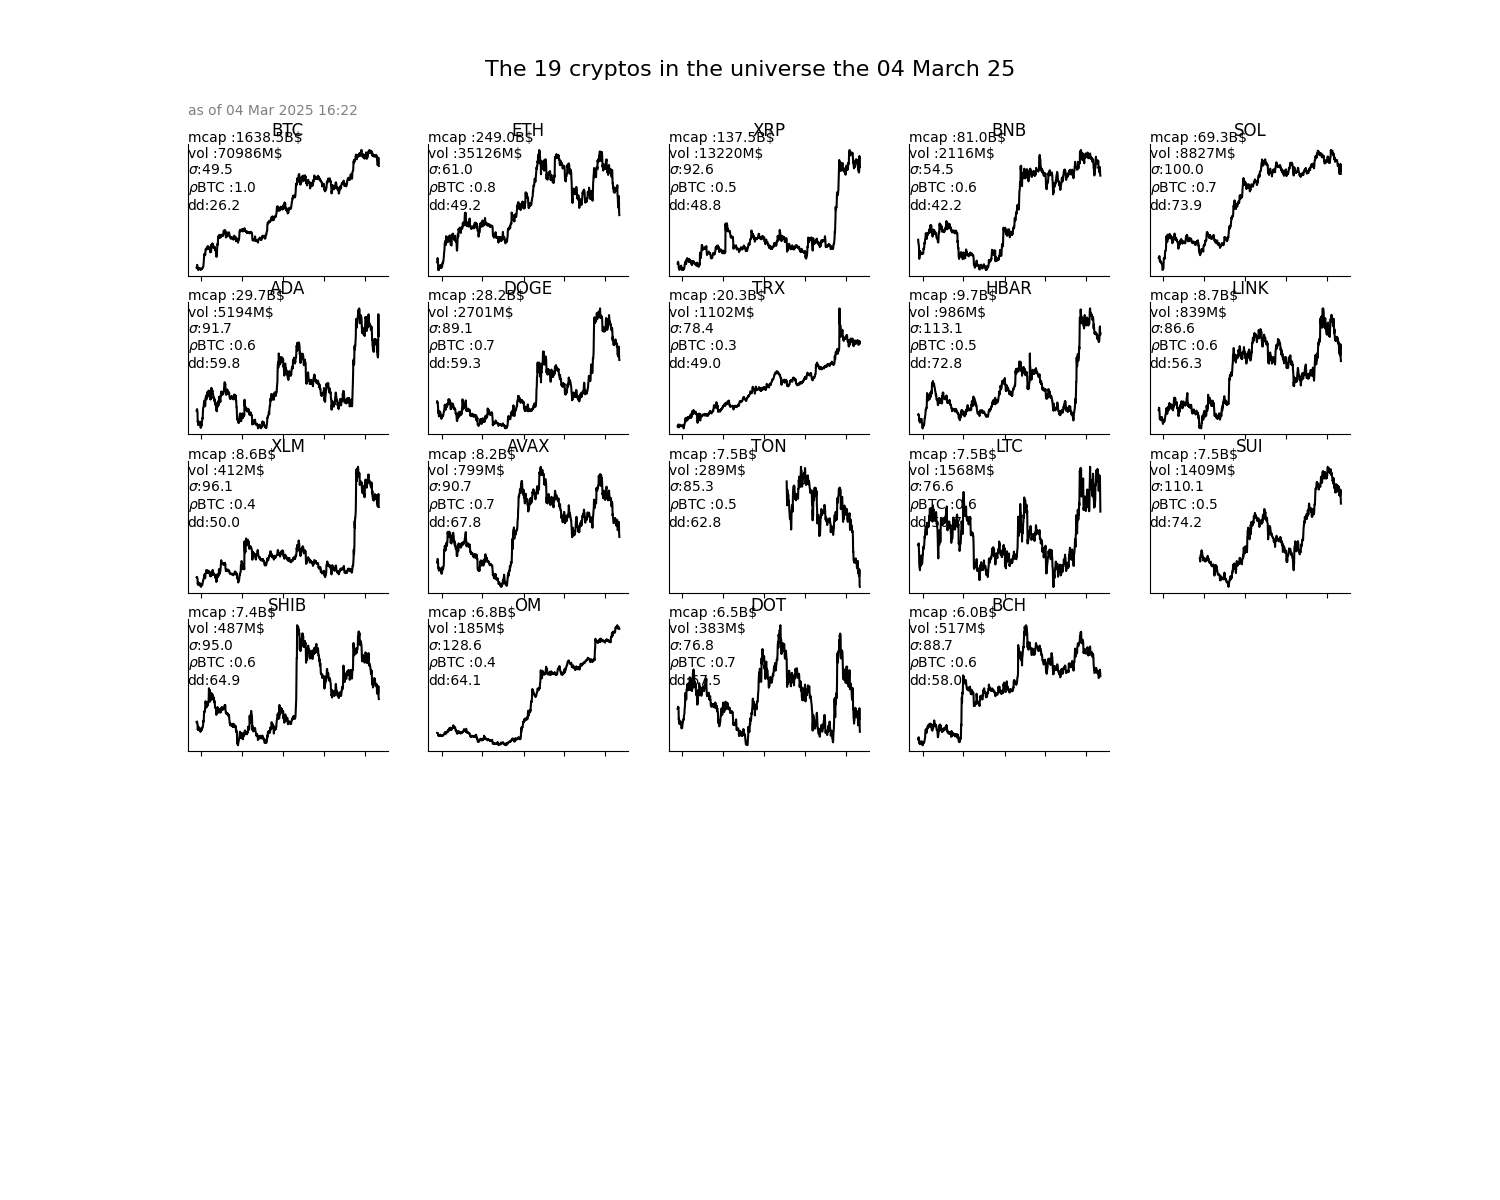 The 19 cryptos in the universe the 04 March 25
as of 04 Mar 2025 16:22
BTC
mcap :1638.5B$
vol :70986M$
σ:49.5
ρBTC :1.0
dd:26.2
ETH
mcap :249.0B$
vol :35126M$
σ:61.0
ρBTC :0.8
dd:49.2
XRP
mcap :137.5B$
vol :13220M$
σ:92.6
ρBTC :0.5
dd:48.8
BNB
mcap :81.0B$
vol :2116M$
σ:54.5
ρBTC :0.6
dd:42.2
SOL
mcap :69.3B$
vol :8827M$
σ:100.0
ρBTC :0.7
dd:73.9
ADA
mcap :29.7B$
vol :5194M$
σ:91.7
ρBTC :0.6
dd:59.8
DOGE
mcap :28.2B$
vol :2701M$
σ:89.1
ρBTC :0.7
dd:59.3
TRX
mcap :20.3B$
vol :1102M$
σ:78.4
ρBTC :0.3
dd:49.0
HBAR
mcap :9.7B$
vol :986M$
σ:113.1
ρBTC :0.5
dd:72.8
LINK
mcap :8.7B$
vol :839M$
σ:86.6
ρBTC :0.6
dd:56.3
XLM
mcap :8.6B$
vol :412M$
σ:96.1
ρBTC :0.4
dd:50.0
AVAX
mcap :8.2B$
vol :799M$
σ:90.7
ρBTC :0.7
dd:67.8
TON
mcap :7.5B$
vol :289M$
σ:85.3
ρBTC :0.5
dd:62.8
LTC
mcap :7.5B$
vol :1568M$
σ:76.6
ρBTC :0.6
SUI
mcap :7.5B$
vol :1409M$
σ:110.1
ρBTC :0.5
dd:74.2
SHIB
mcap :7.4B$
vol :487M$
σ:95.0
ρBTC :0.6
dd:64.9
OM
mcap :6.8B$
vol :185M$
σ:128.6
ρBTC :0.4
dd:64.1
DOT
mcap :6.5B$
vol :383M$
σ:76.8
ρBTC :0.7
dd:67.5
BCH
mcap :6.0B$
vol :517M$
σ:88.7
ρBTC :0.6
dd:58.0